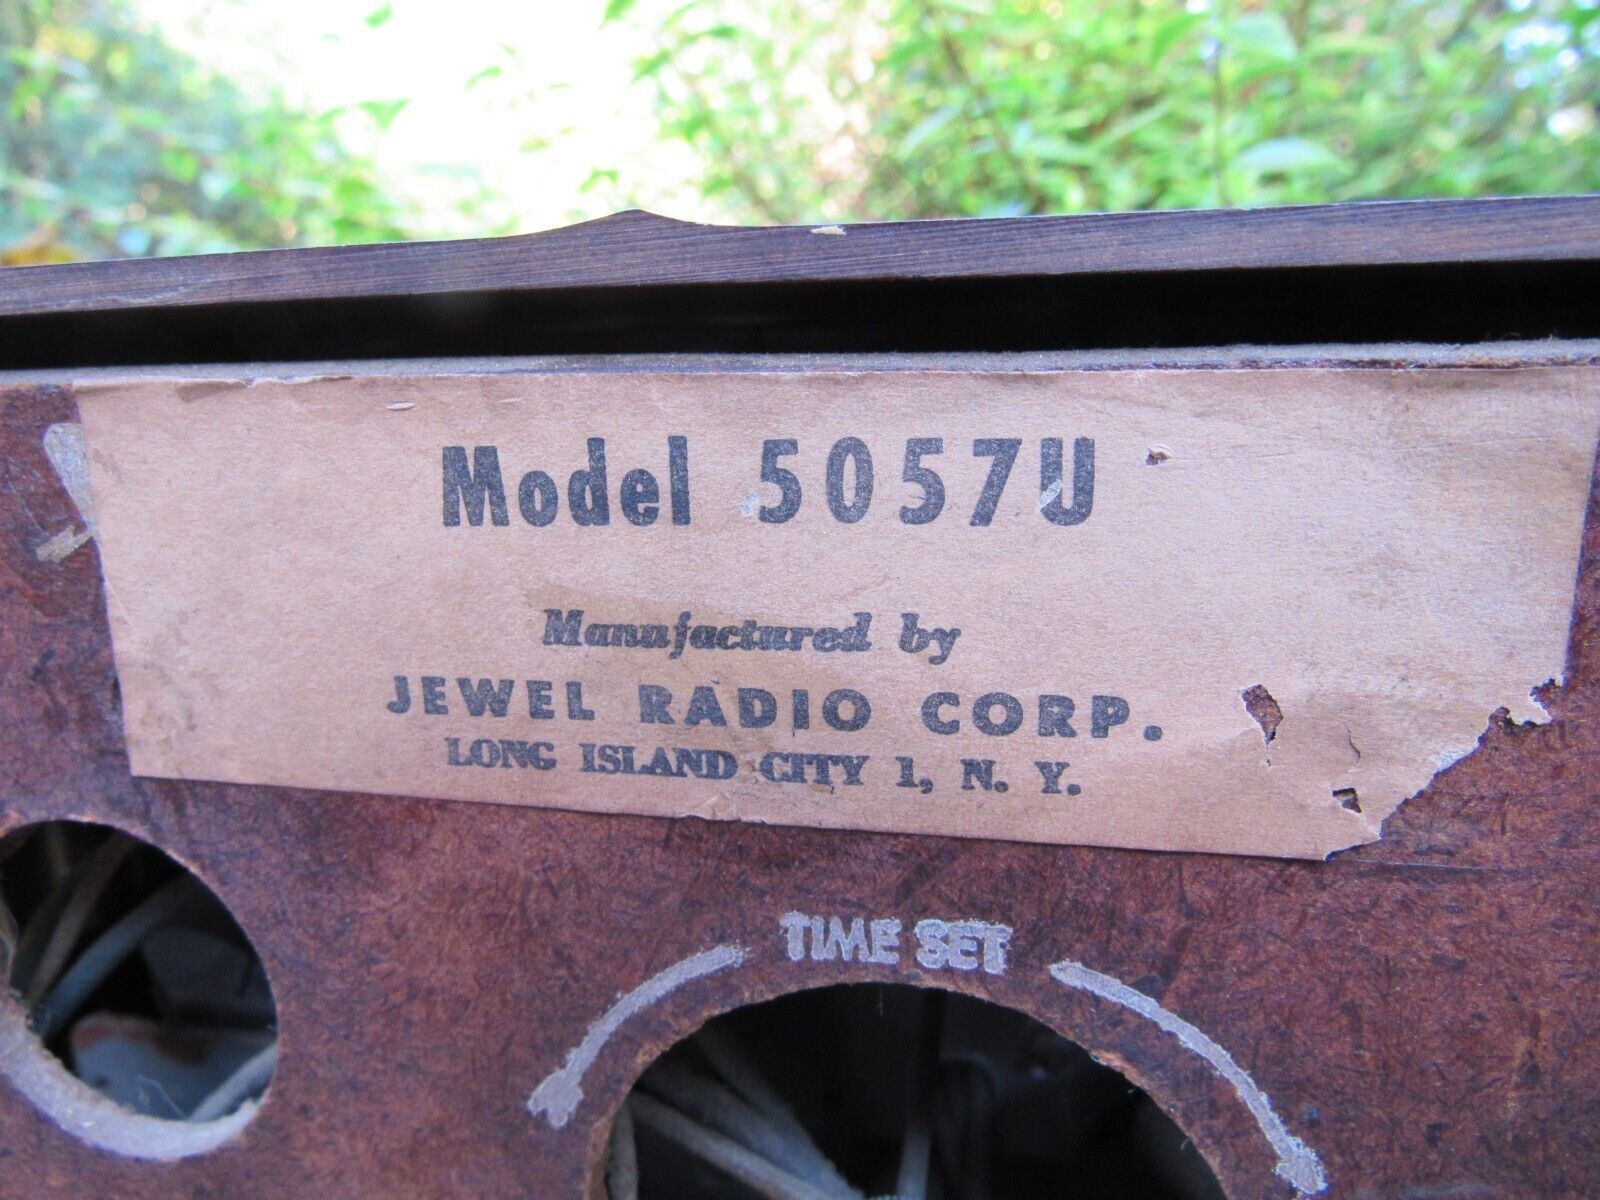 Model 5057U
Manufactured by
JEWEL RADIO CORP.
LONG ISLAND CITY 1, N. Y.
TIME SET